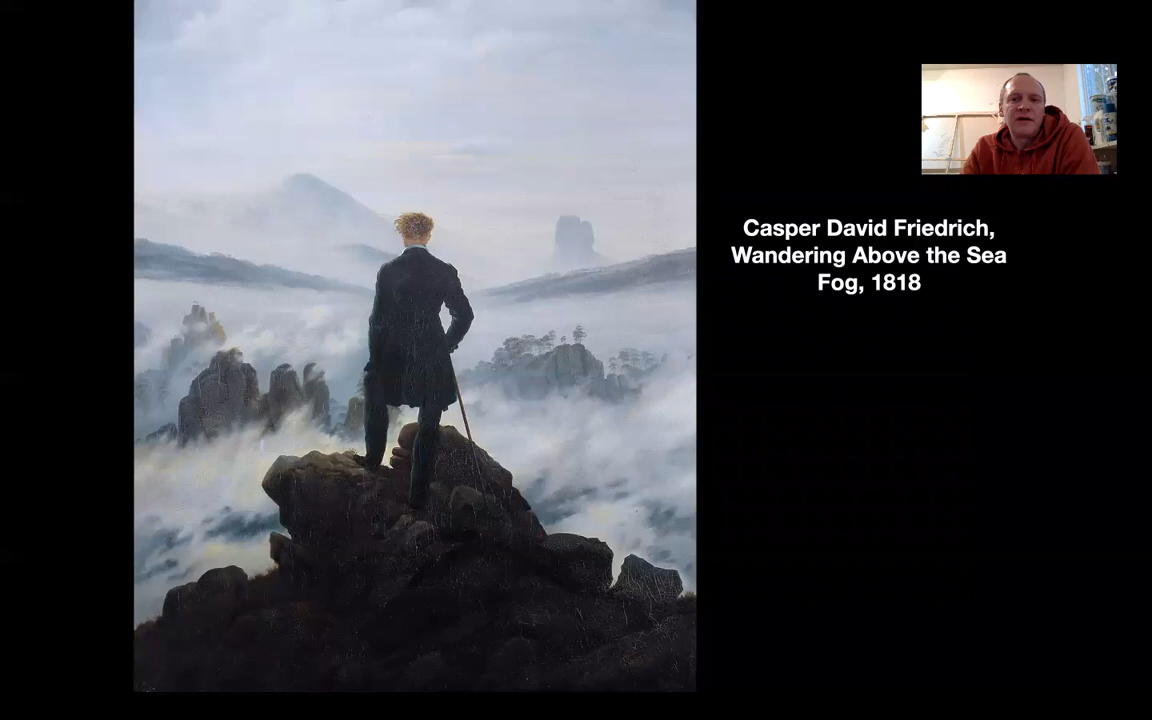 Casper David Friedrich,
Wandering Above the Sea
Fog, 1818